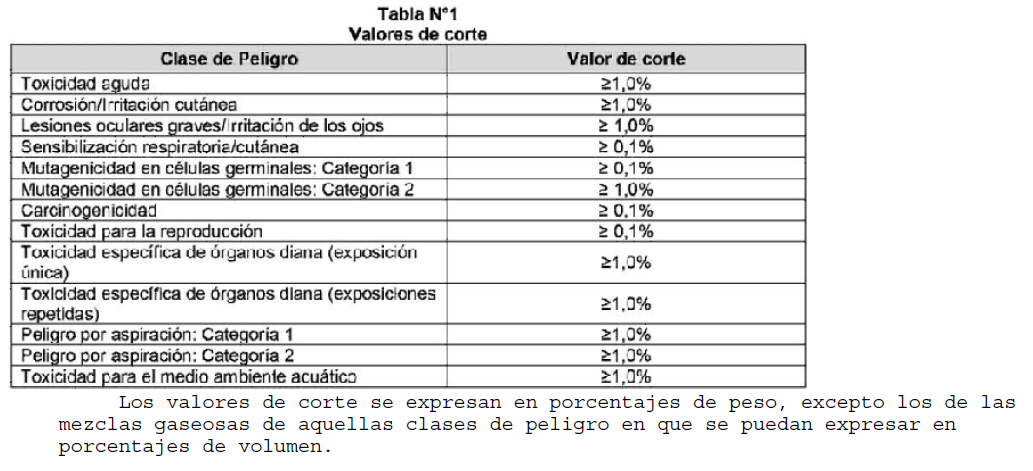 Tabla N°1
Valores de corte
Clase de Peligro Valor de corte
Toxicidad aguda ≥1,0%
Corrosión/Irritación cutánea ≥1,0%
Lesiones oculares graves/Irritación de los ojos ≥ 1,0%
Sensibilización respiratoria/cutánea ≥ 0,1%
Mutagenicidad en células germinales: Categoría 1 ≥ 0,1%
Mutagenicidad en células germinales: Categoría 2 ≥ 1,0%
Carcinogenicidad ≥ 0,1%
Toxicidad para la reproducción ≥ 0,1%
Toxicidad específica de órganos diana (exposición
única) ≥1,0%
Toxicidad específica de órganos diana (exposiciones
repetidas) ≥1,0%
Peligro por aspiración: Categoría 1 ≥1,0%
Peligro por aspiración: Categoría 2 ≥1,0%
Toxicidad para el medio ambiente acuático ≥1,0%
Los valores de corte se expresan en porcentajes de peso, excepto los de las
mezclas gaseosas de aquellas clases de peligro en que se puedan expresar en
porcentajes de volumen.